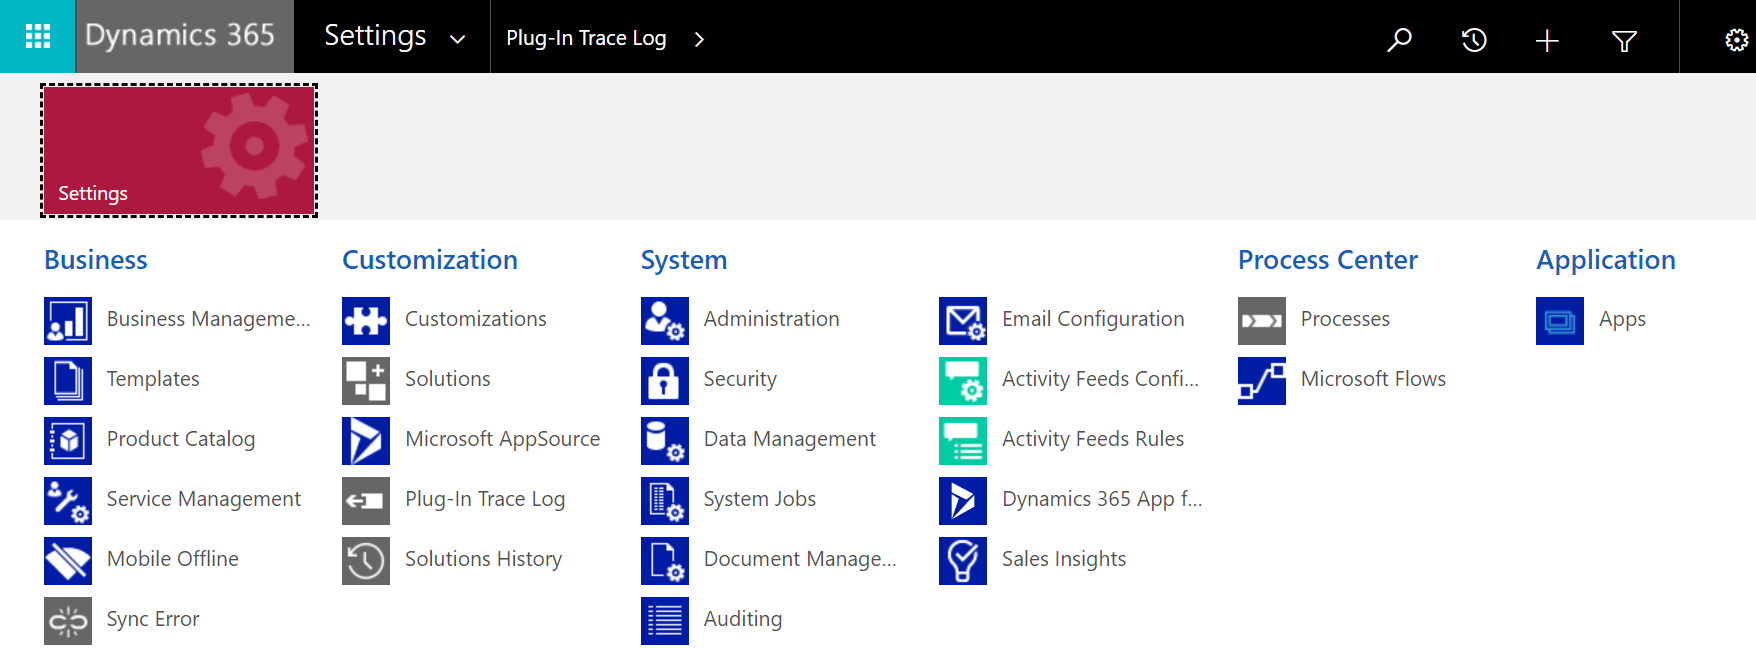 Dynamics 365
Settings
Plug-In Trace Log
Settings
Business
Business Manageme...
Templates
Product Catalog
Service Management
Mobile Offline
Sync Error
Customization
Customizations
Solutions
Microsoft AppSource
Plug-In Trace Log
Solutions History
System
Administration
Security
Data Management
System Jobs
Document Manage...
Auditing
Email Configuration
Activity Feeds Confi...
Activity Feeds Rules
Dynamics 365 App f...
Sales Insights
Process Center
Processes
Microsoft Flows
Application
Apps